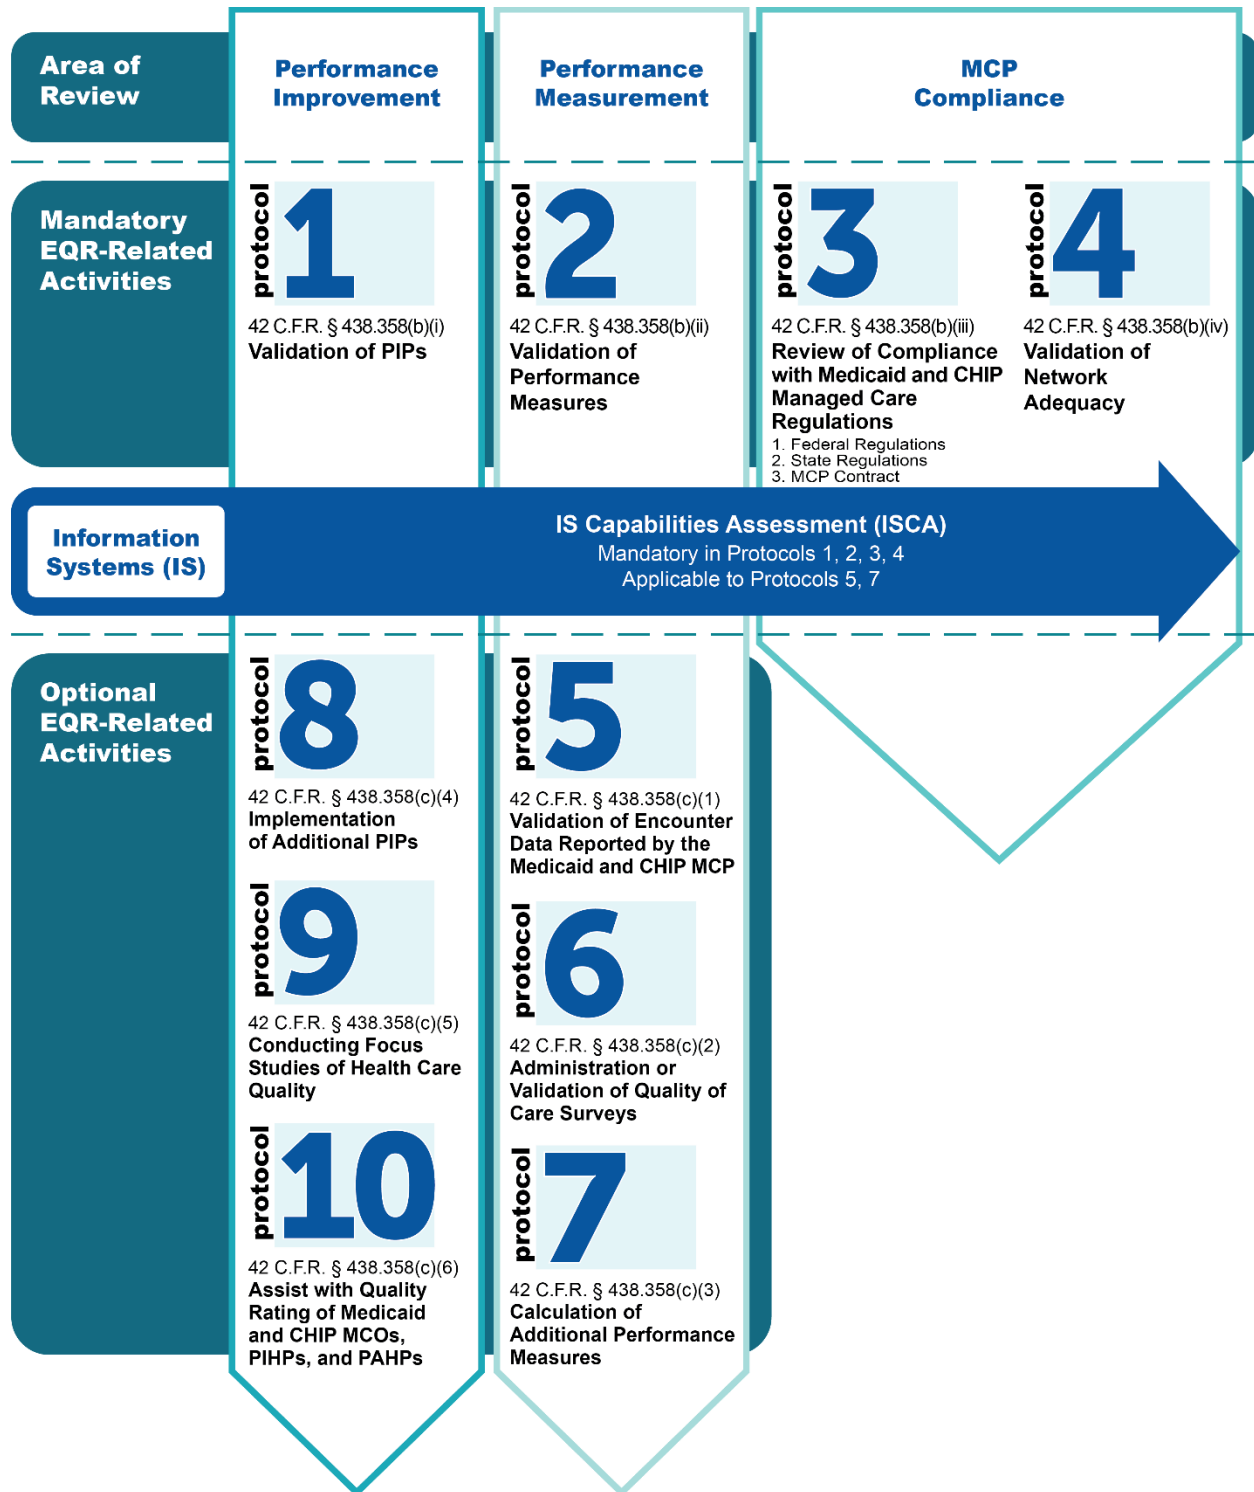 Area of
Review
Performance
Improvement
Performance
Measurement
MCP
Compliance
Mandatory
EQR-Related
Activities
protocol
1
42 C.F.R. § 438.358(b)(i)
Validation of PIPs
protocol
2
42 C.F.R. § 438.358(b)(ii)
Validation of
Performance
Measures
protocol
3
42 C.F.R. § 438.358(b)(iii)
Review of Compliance
with Medicaid and CHIP
Managed Care
Regulations
1. Federal Regulations
2. State Regulations
3. MCP Contract
protocol
4
42 C.F.R. § 438.358(b)(iv)
Validation of
Network
Adequacy
Information
Systems (IS)
IS Capabilities Assessment (ISCA)
Mandatory in Protocols 1, 2, 3, 4
Applicable to Protocols 5, 7
Optional
EQR-Related
Activities
protocol
8
42 C.F.R. § 438.358(c)(4)
Implementation
of Additional PIPs
protocol
9
42 C.F.R. § 438.358(c)(5)
Conducting Focus
Studies of Health Care
Quality
protocol
10
42 C.F.R. § 438.358(c)(6)
Assist with Quality
Rating of Medicaid
and CHIP MCOs,
PIHPs, and PAHPs
protocol
5
42 C.F.R. § 438.358(c)(1)
Validation of Encounter
Data Reported by the
Medicaid and CHIP MCP
protocol
6
42 C.F.R. § 438.358(c)(2)
Administration or
Validation of Quality of
Care Surveys
protocol
7
42 C.F.R. § 438.358(c)(3)
Calculation of
Additional Performance
Measures